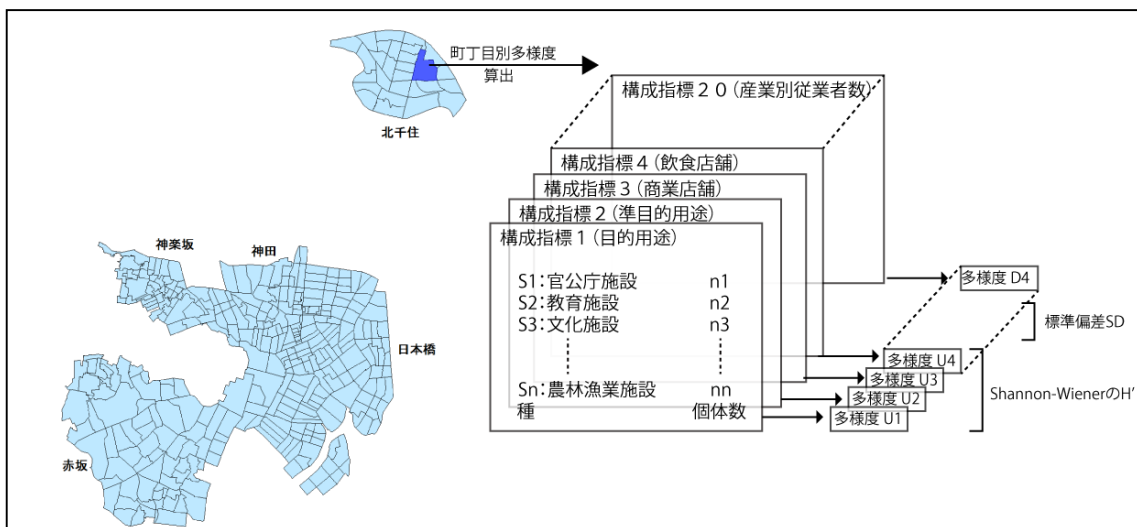 町丁目別多様度
算出
北千住
構成指標２０（産業別従業者数）
構成指標４（飲食店舗）
構成指標３（商業店舗）
構成指標２（準目的用途）
構成指標１（目的用途）
S1：官公庁施設 n1
S2：教育施設 n2
S3：文化施設 n3
Sn：農林漁業施設 nn
種 個体数
多様度 D4
標準偏差SD
多様度 U4
多様度 U3
多様度 U2
多様度 U1
Shannon-WienerのH’
神楽坂
神田
日本橋
赤坂